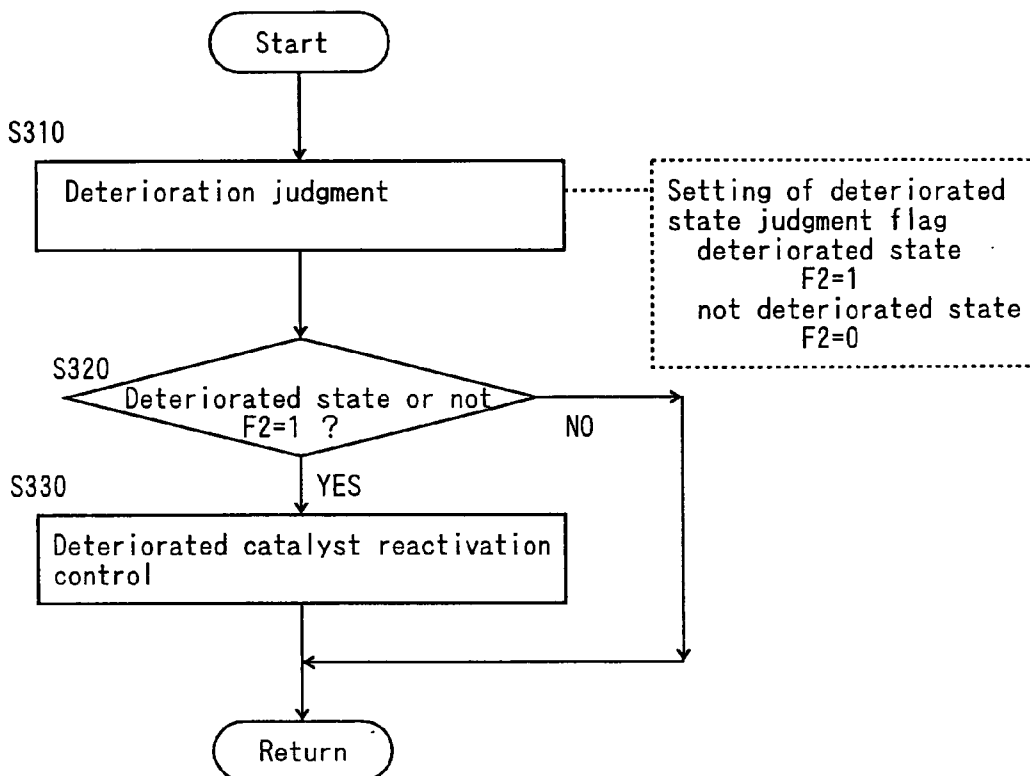 Start
S310
Deterioration judgment
Setting of deteriorated
state judgment flag
deteriorated state
F2=1
not deteriorated state
F2=0
S320
Deteriorated state or not
F2=1 ?
NO
YES
S330
Deteriorated catalyst reactivation
control
Return